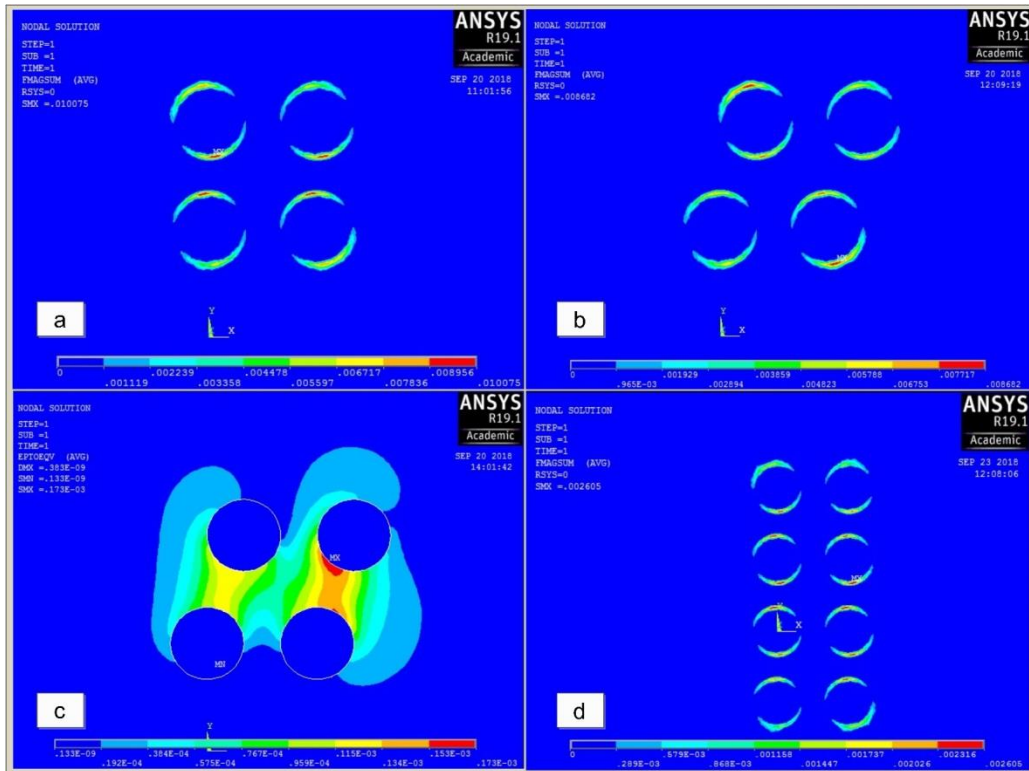 NODAL SOLUTION
STEP=1
SUB =1
TIME=1
FMAGSUM (AVG)
RSYS=0
SMX =.010075
ANSYS
R19.1
Academic
SEP 20 2018
11:01:56
MX
a
Y
X
0 .002239 .004478 .006717 .008956
.001119 .003358 .005597 .007836 .010075
NODAL SOLUTION
STEP=1
SUB =1
TIME=1
FMAGSUM (AVG)
RSYS=0
SMX =.008682
ANSYS
R19.1
Academic
SEP 20 2018
12:09:19
MX
b
Y
X
0 .001929 .003859 .005788 .007717
.965E-03 .002894 .004823 .006753 .008682
NODAL SOLUTION
STEP=1
SUB =1
TIME=1
EPTOEQV (AVG)
DMX =.383E-09
SMN =.133E-09
SMX =.173E-03
ANSYS
R19.1
Academic
SEP 20 2018
14:01:42
MX
MN
c
Y
.133E-09 .384E-04 .767E-04 .115E-03 .153E-03
.192E-04 .575E-04 .959E-04 .134E-03 .173E-03
NODAL SOLUTION
STEP=1
SUB =1
TIME=1
FMAGSUM (AVG)
RSYS=0
SMX =.002605
ANSYS
R19.1
Academic
SEP 23 2018
12:08:06
MX
Y
X
d
0 .579E-03 .001158 .001737 .002316
.289E-03 .868E-03 .001447 .002026 .002605